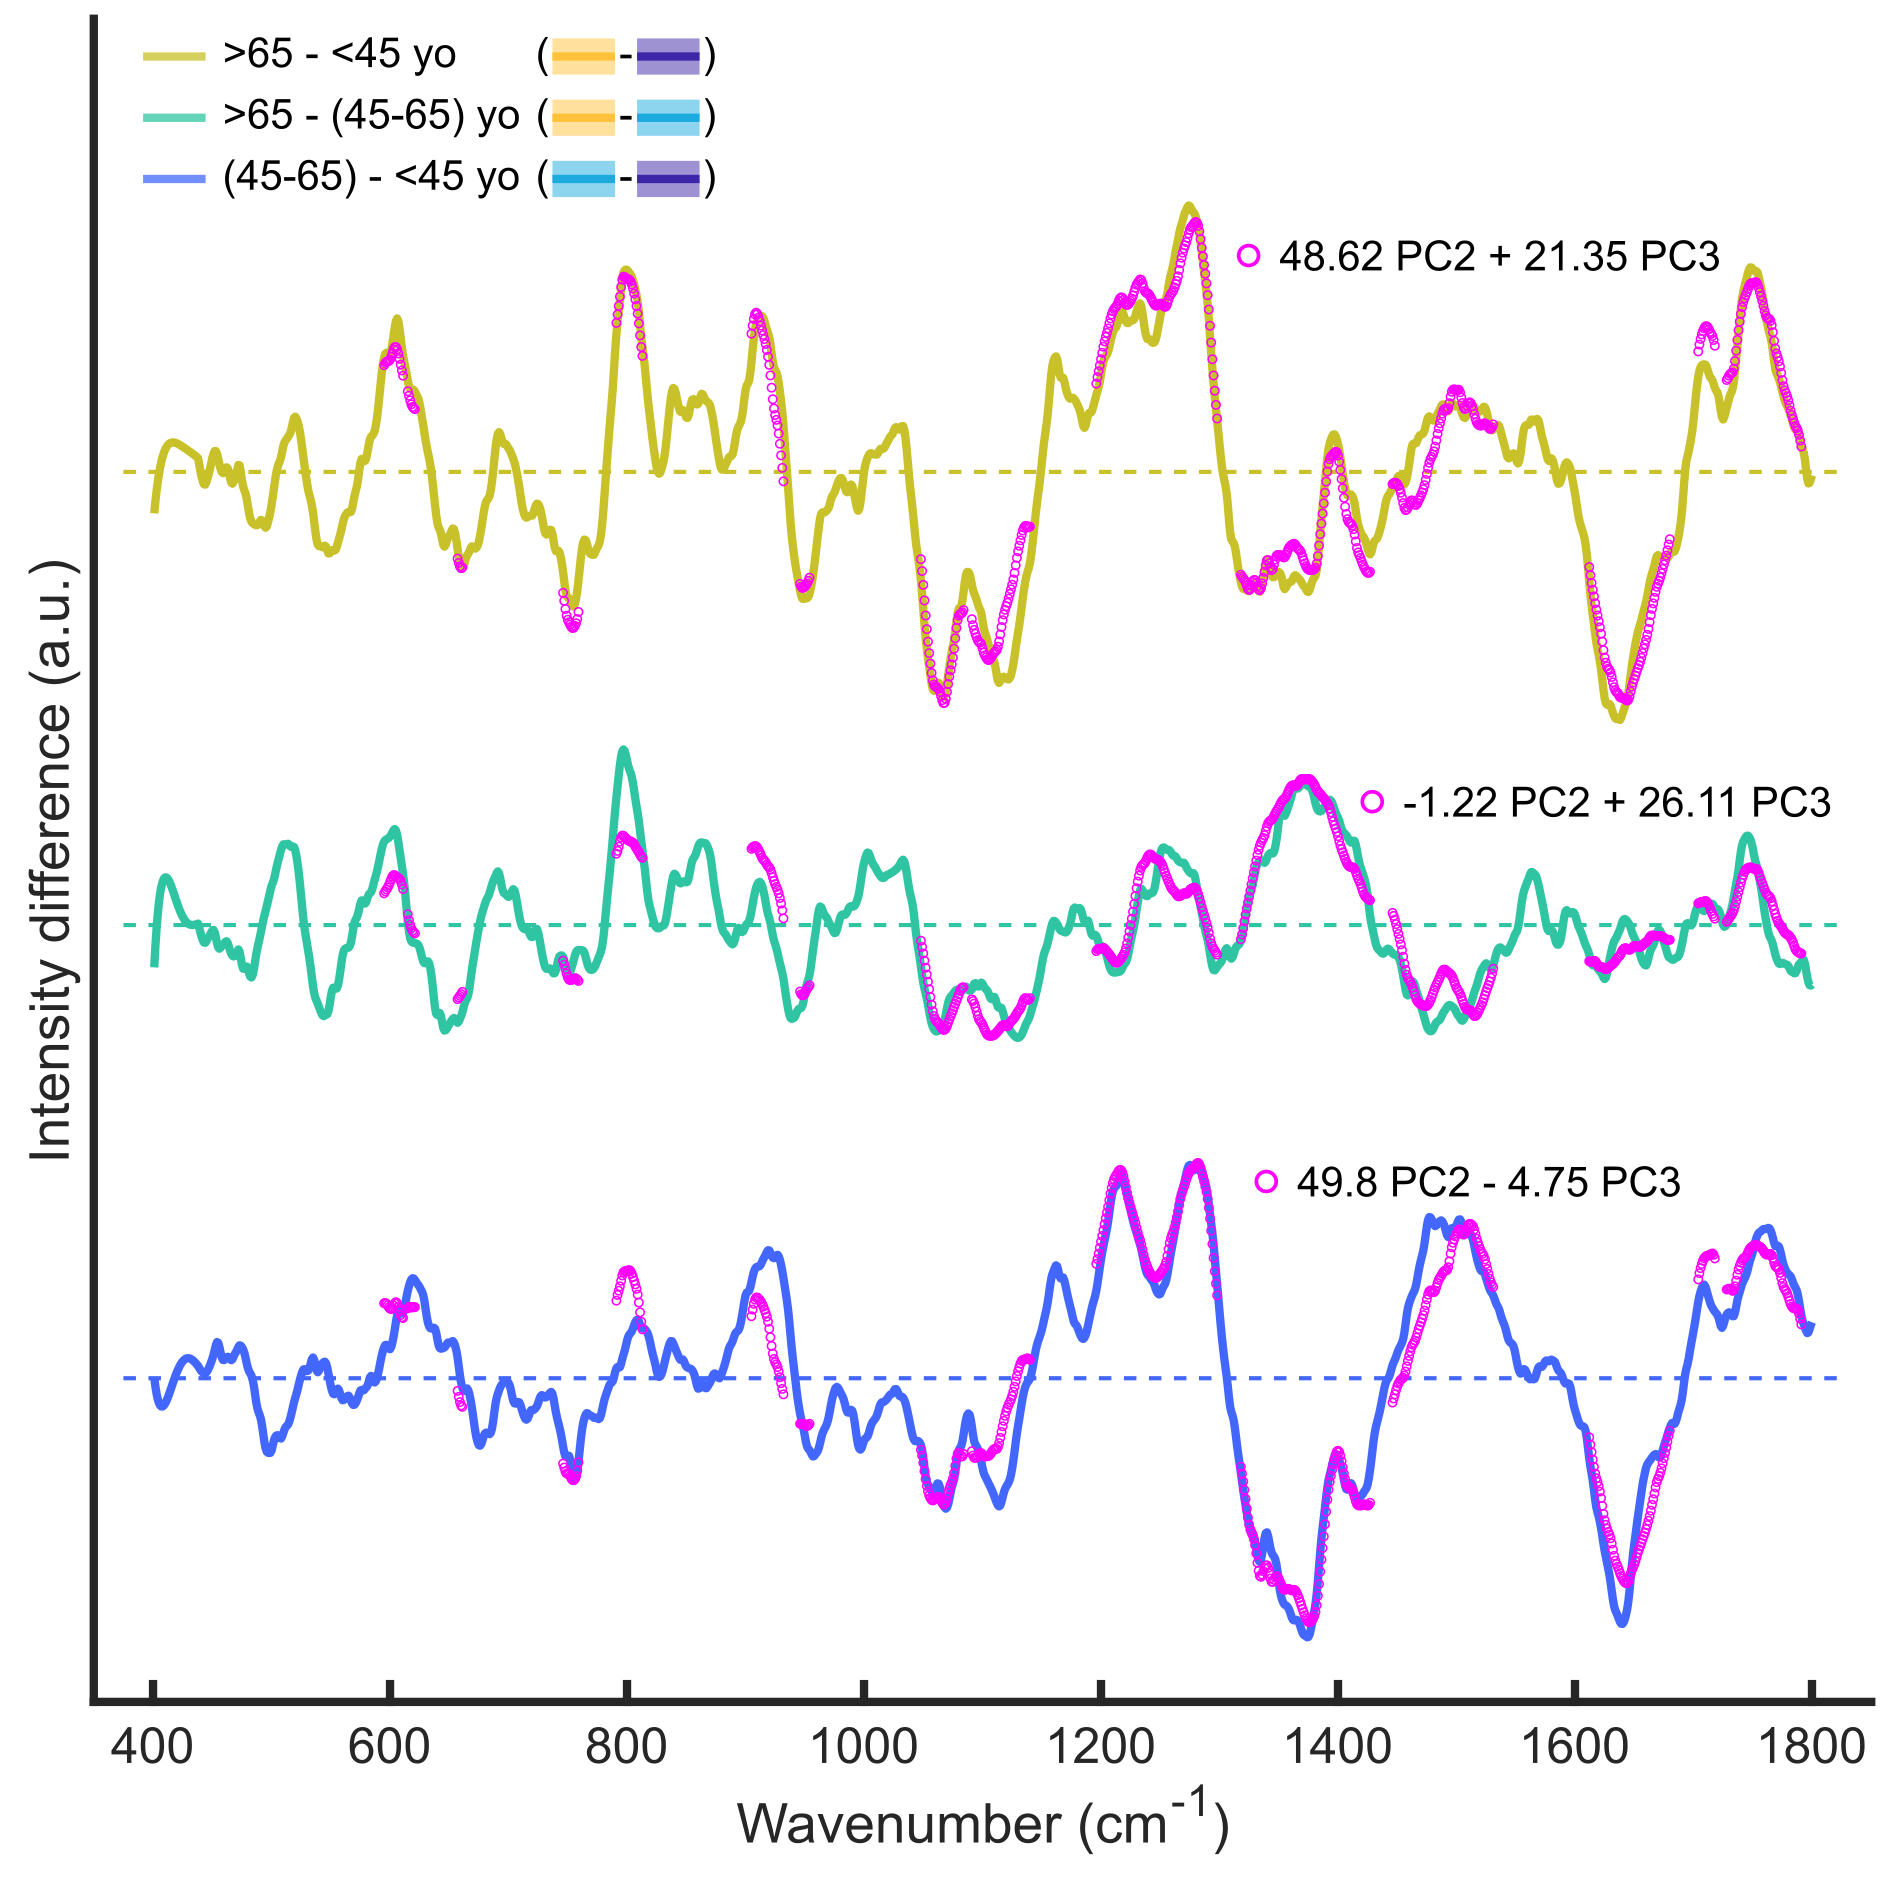 >65 - <45 yo ( - )
>65 - (45-65) yo ( - )
(45-65) - <45 yo ( - )
48.62 PC2 + 21.35 PC3
-1.22 PC2 + 26.11 PC3
49.8 PC2 - 4.75 PC3
Intensity difference (a.u.)
400 600 800 1000 1200 1400 1600 1800
Wavenumber (cm⁻¹)